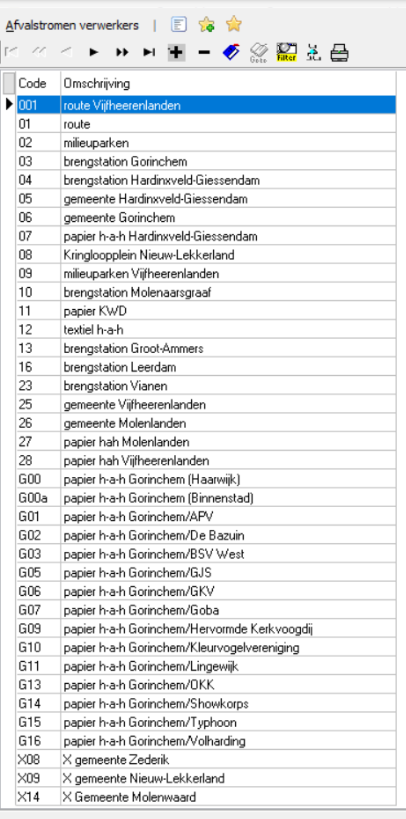 Afvalstromen verwerkers
Goto
Filter
Code Omschrijving
001 route Vijfheerenlanden
01 route
02 milieuparken
03 brengstation Gorinchem
04 brengstation Hardinxveld-Giessendam
05 gemeente Hardinxveld-Giessendam
06 gemeente Gorinchem
07 papier h-a-h Hardinxveld-Giessendam
08 Kringloopplein Nieuw-Lekkerland
09 milieuparken Vijfheerenlanden
10 brengstation Molenaarsgraaf
11 papier KWD
12 textiel h-a-h
13 brengstation Groot-Ammers
16 brengstation Leerdam
23 brengstation Vianen
25 gemeente Vijfheerenlanden
26 gemeente Molenlanden
27 papier hah Molenlanden
28 papier hah Vijfheerenlanden
G00 papier h-a-h Gorinchem (Haarwijk)
G00a papier h-a-h Gorinchem (Binnenstad)
G01 papier h-a-h Gorinchem/APV
G02 papier h-a-h Gorinchem/De Bazuin
G03 papier h-a-h Gorinchem/BSV West
G05 papier h-a-h Gorinchem/GJS
G06 papier h-a-h Gorinchem/GKV
G07 papier h-a-h Gorinchem/Goba
G09 papier h-a-h Gorinchem/Hervormde Kerkvoogdij
G10 papier h-a-h Gorinchem/Kleurvogelvereniging
G11 papier h-a-h Gorinchem/Lingewijk
G13 papier h-a-h Gorinchem/OKK
G14 papier h-a-h Gorinchem/Showkorps
G15 papier h-a-h Gorinchem/Typhoon
G16 papier h-a-h Gorinchem/Volharding
X08 X gemeente Zederik
X09 X gemeente Nieuw-Lekkerland
X14 X Gemeente Molenwaard